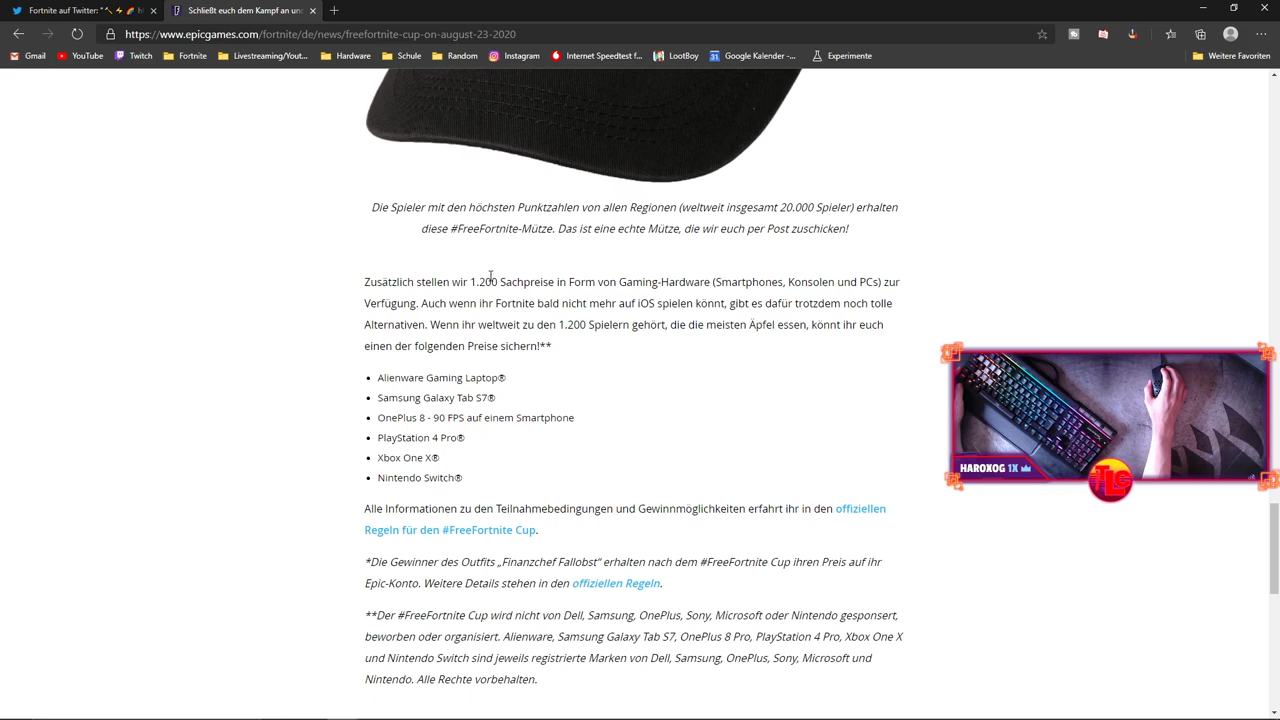 Fortnite auf Twitter: "
Schließt euch dem Kampf an und
https://www.epicgames.com/fortnite/de/news/freefortnite-cup-on-august-23-2020
Gmail YouTube Twitch Fortnite Livestreaming/Yout... Hardware Schule Random Instagram Internet Speedtest f... LootBoy Google Kalender -... Experimente Weitere Favoriten
Die Spieler mit den höchsten Punktzahlen von allen Regionen (weltweit insgesamt 20.000 Spieler) erhalten
diese #FreeFortnite-Mütze. Das ist eine echte Mütze, die wir euch per Post zuschicken!
Zusätzlich stellen wir 1.200 Sachpreise in Form von Gaming-Hardware (Smartphones, Konsolen und PCs) zur
Verfügung. Auch wenn ihr Fortnite bald nicht mehr auf iOS spielen könnt, gibt es dafür trotzdem noch tolle
Alternativen. Wenn ihr weltweit zu den 1.200 Spielern gehört, die die meisten Äpfel essen, könnt ihr euch
einen der folgenden Preise sichern!**
• Alienware Gaming Laptop®
• Samsung Galaxy Tab S7®
• OnePlus 8 - 90 FPS auf einem Smartphone
• PlayStation 4 Pro®
• Xbox One X®
• Nintendo Switch®
HAROXOG 1X
TLC
Alle Informationen zu den Teilnahmebedingungen und Gewinnmöglichkeiten erfahrt ihr in den offiziellen
Regeln für den #FreeFortnite Cup.
*Die Gewinner des Outfits „Finanzchef Fallobst“ erhalten nach dem #FreeFortnite Cup ihren Preis auf ihr
Epic-Konto. Weitere Details stehen in den offiziellen Regeln.
**Der #FreeFortnite Cup wird nicht von Dell, Samsung, OnePlus, Sony, Microsoft oder Nintendo gesponsert,
beworben oder organisiert. Alienware, Samsung Galaxy Tab S7, OnePlus 8 Pro, PlayStation 4 Pro, Xbox One X
und Nintendo Switch sind jeweils registrierte Marken von Dell, Samsung, OnePlus, Sony, Microsoft und
Nintendo. Alle Rechte vorbehalten.